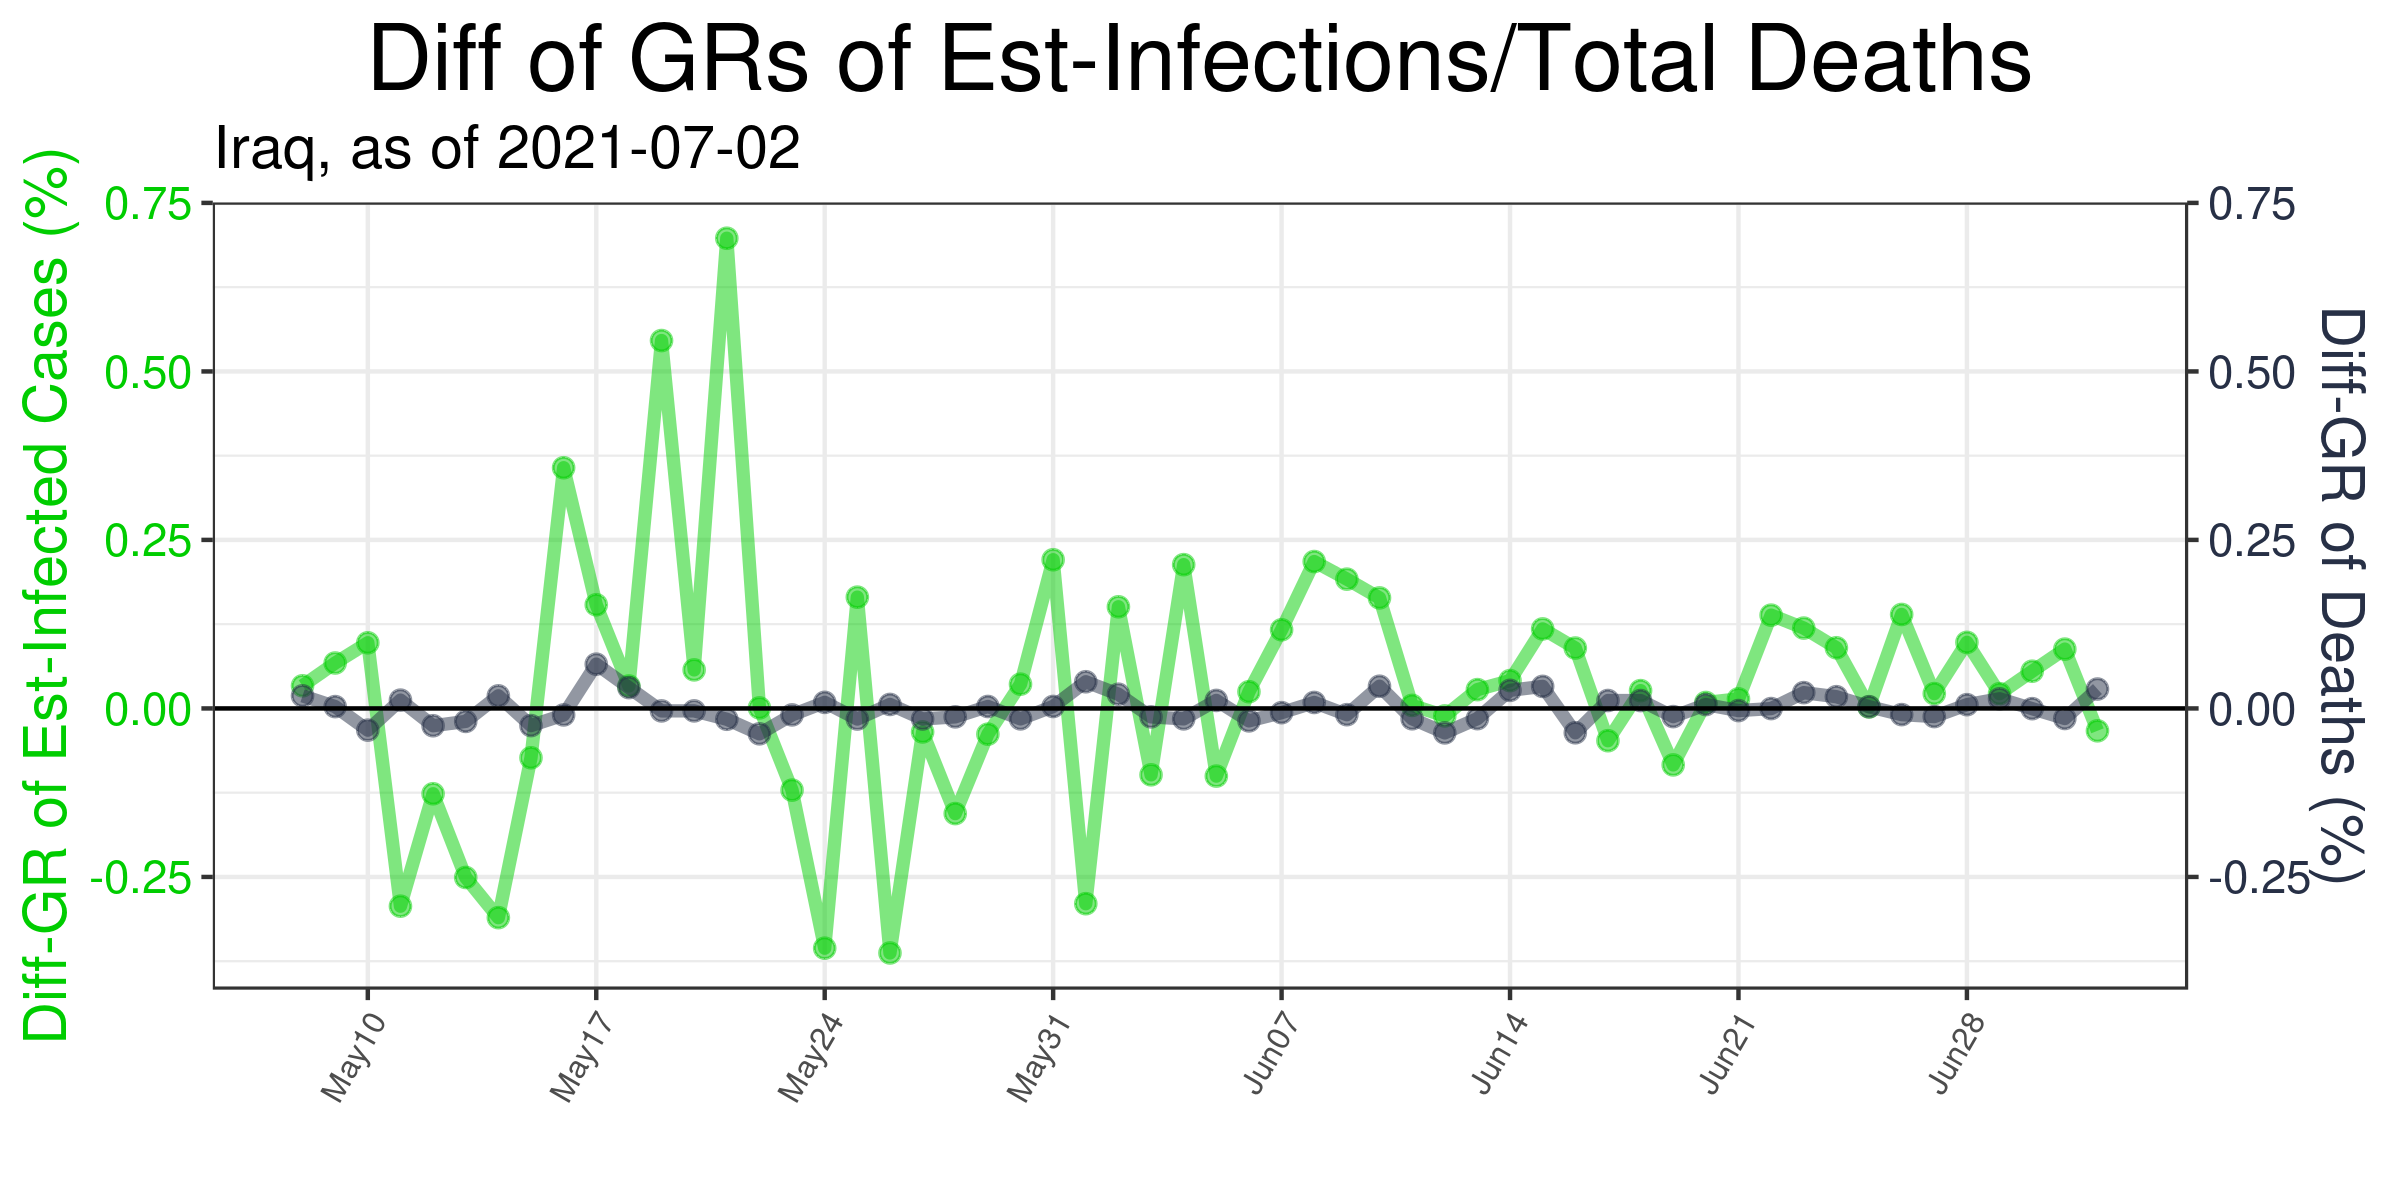 Diff of GRs of Est-Infections/Total Deaths
Iraq, as of 2021-07-02
Diff-GR of Est-Infected Cases (%)
0.75
0.50
0.25
0.00
-0.25
0.75
0.50
0.25
0.00
-0.25
Diff-GR of Deaths (%)
May10
May17
May24
May31
Jun07
Jun14
Jun21
Jun28